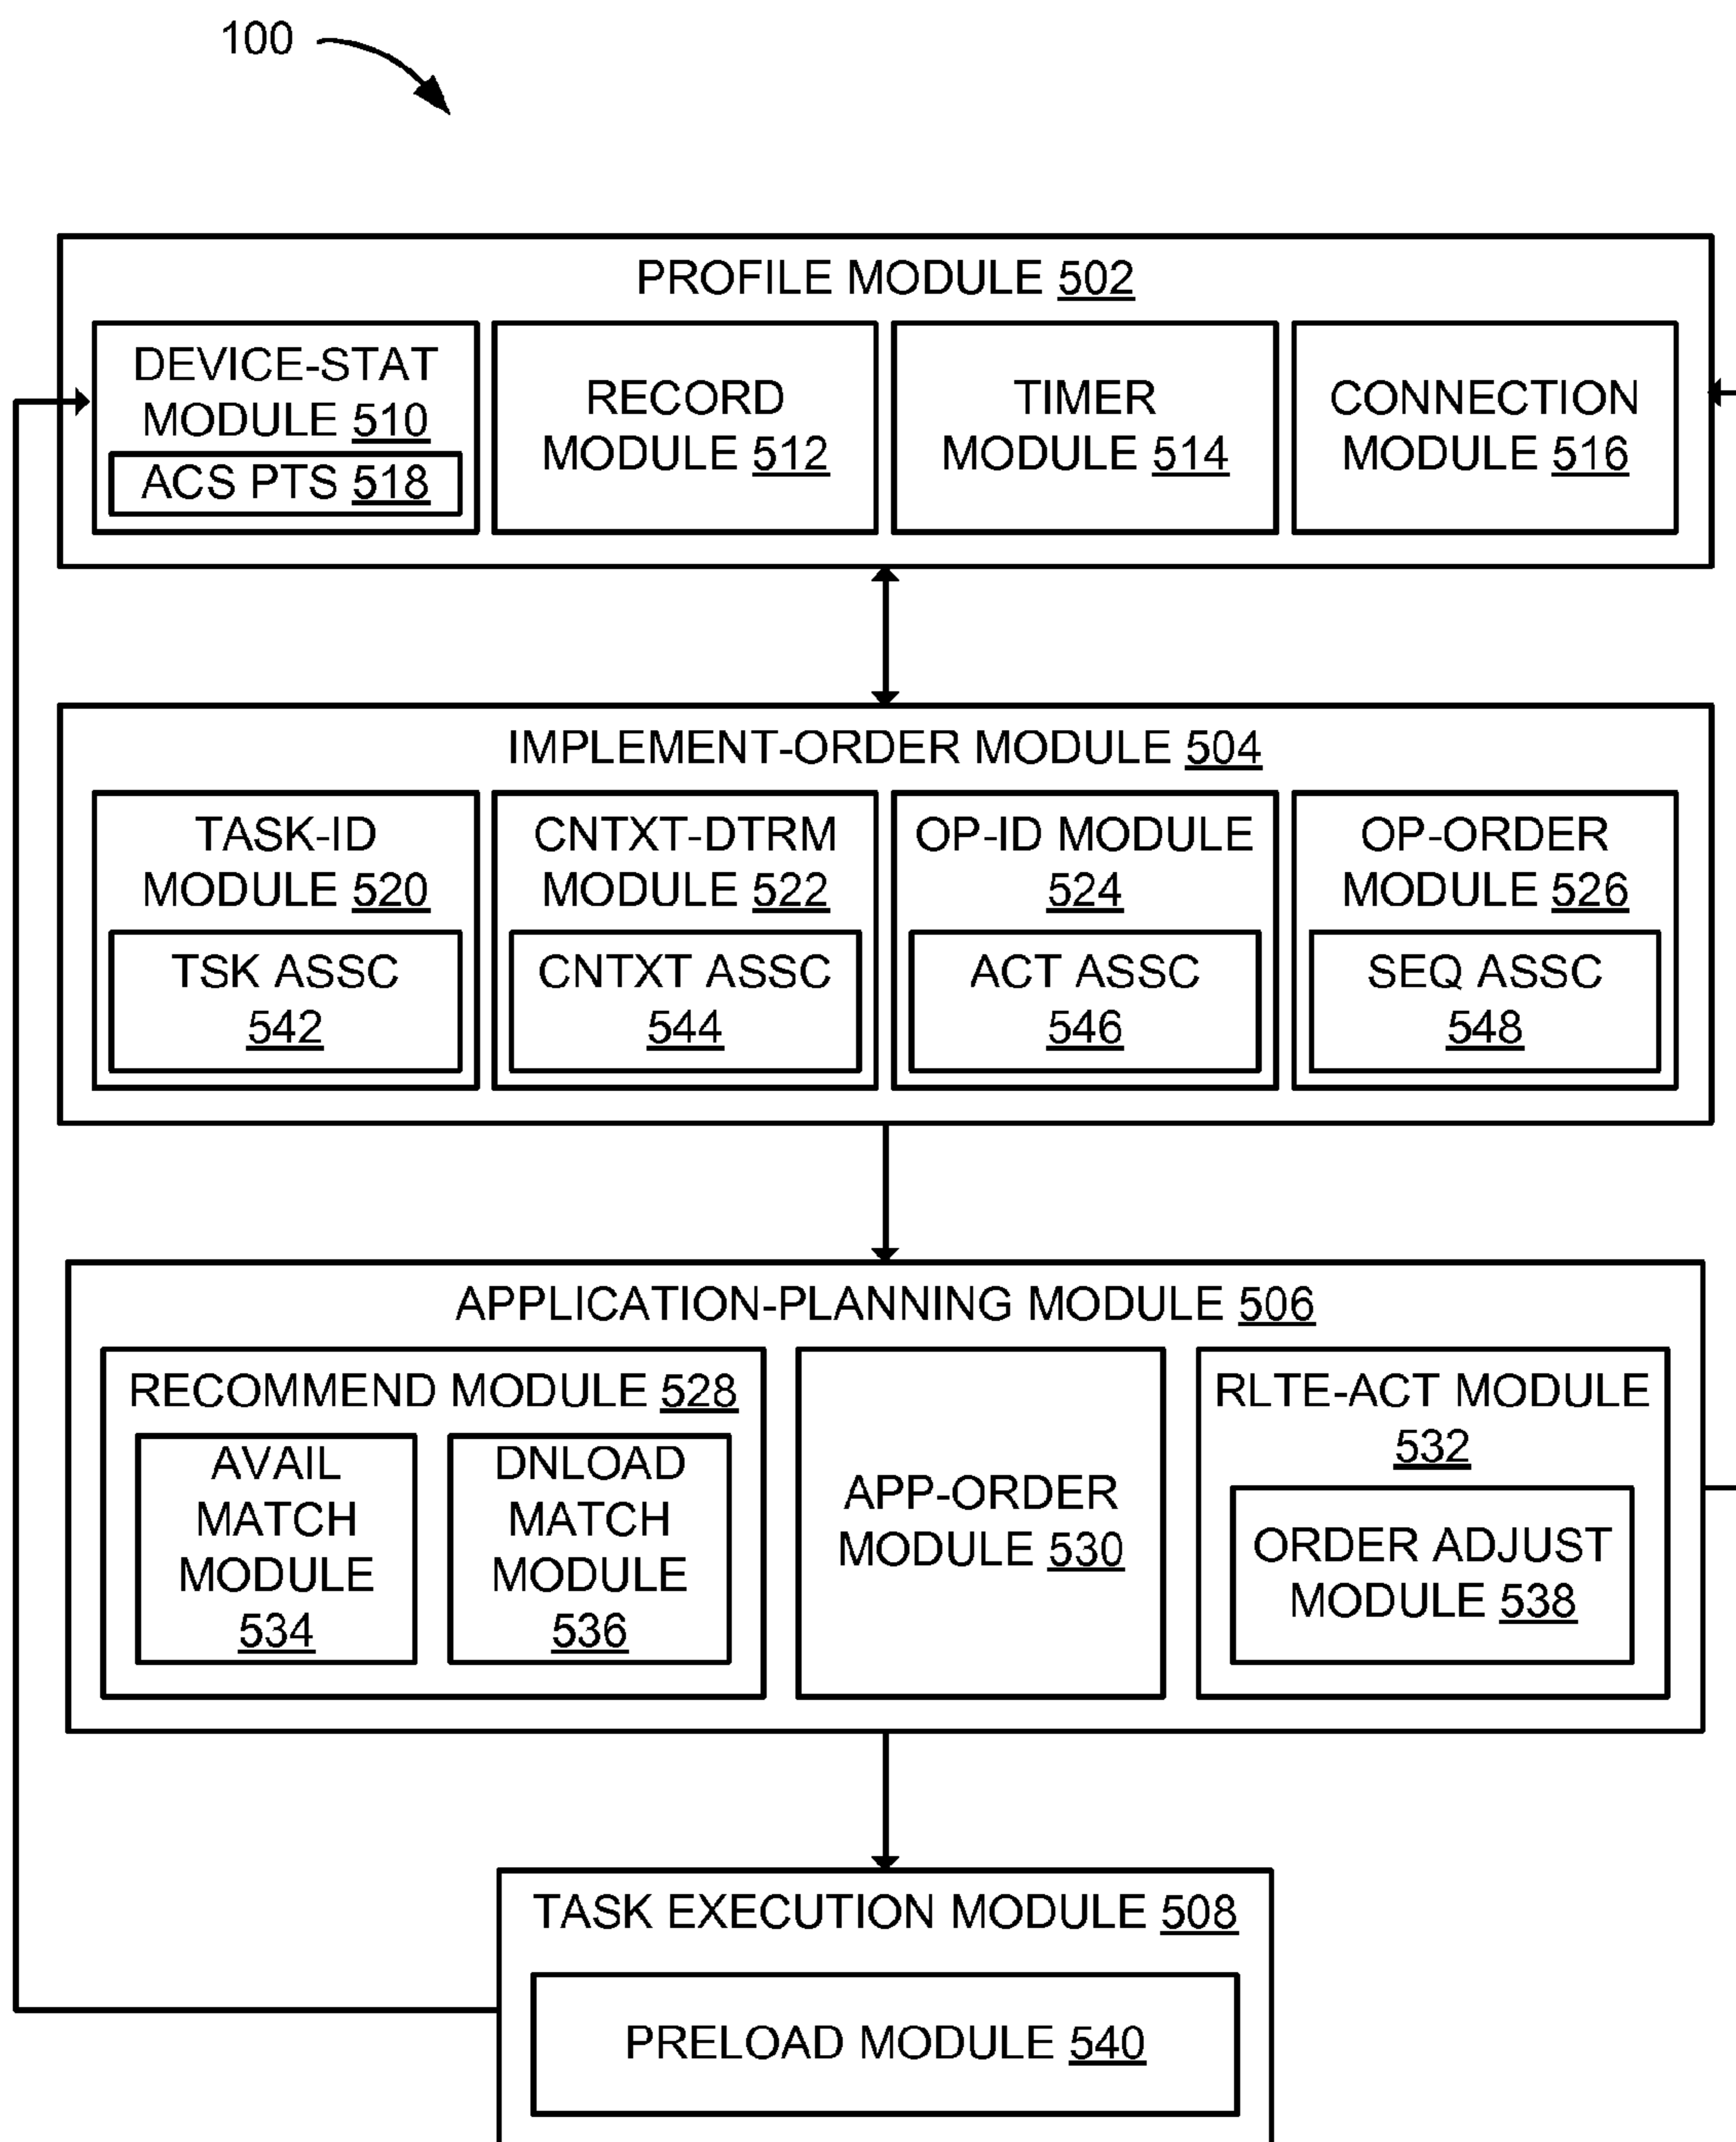 100
PROFILE MODULE 502
DEVICE-STAT
MODULE 510
ACS PTS 518
RECORD
MODULE 512
TIMER
MODULE 514
CONNECTION
MODULE 516
IMPLEMENT-ORDER MODULE 504
TASK-ID
MODULE 520
TSK ASSC
542
CNTXT-DTRM
MODULE 522
CNTXT ASSC
544
OP-ID MODULE
524
ACT ASSC
546
OP-ORDER
MODULE 526
SEQ ASSC
548
APPLICATION-PLANNING MODULE 506
RECOMMEND MODULE 528
AVAIL
MATCH
MODULE
534
DNLOAD
MATCH
MODULE
536
APP-ORDER
MODULE 530
RLTE-ACT MODULE
532
ORDER ADJUST
MODULE 538
TASK EXECUTION MODULE 508
PRELOAD MODULE 540